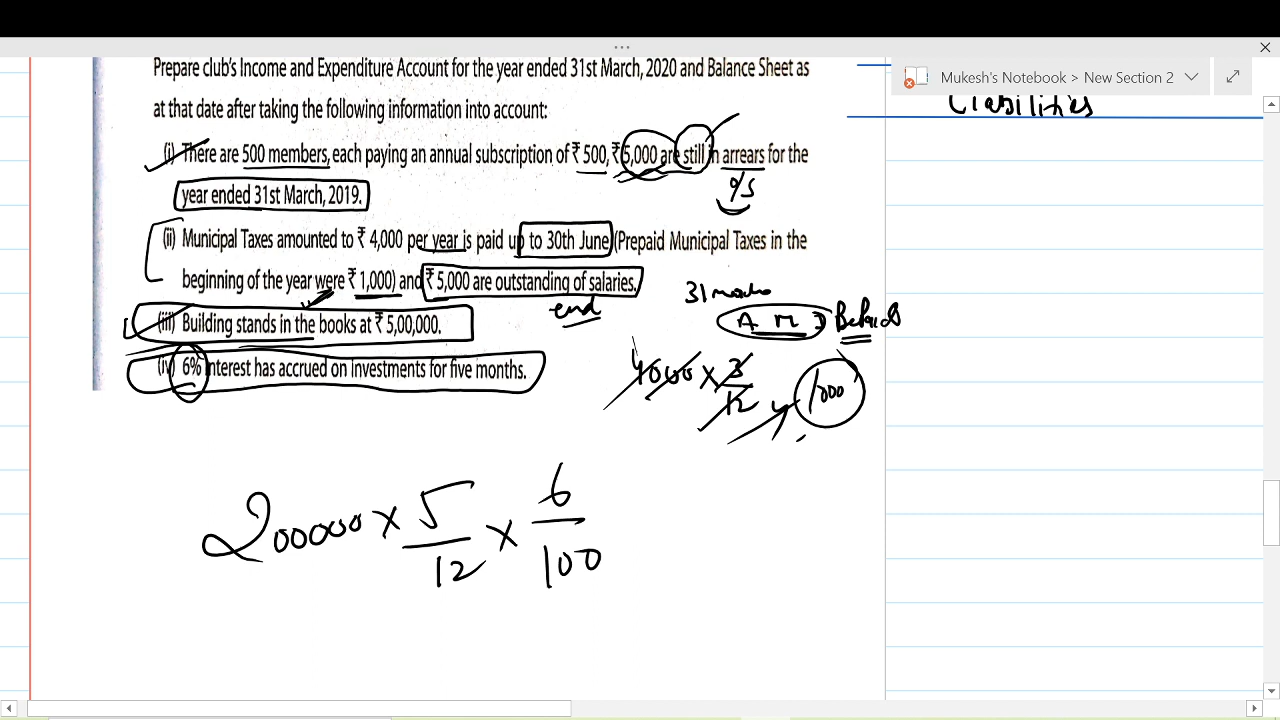 Mukesh's Notebook > New Section 2
Prepare club's Income and Expenditure Account for the year ended 31st March, 2020 and Balance Sheet as
at that date after taking the following information into account:
Liabilities
(i) There are 500 members, each paying an annual subscription of ₹ 500, ₹ 5,000 are still in arrears for the
o/s
year ended 31st March, 2019.
(ii) Municipal Taxes amounted to ₹ 4,000 per year is paid up to 30th June (Prepaid Municipal Taxes in the
beginning of the year were ₹ 1,000) and ₹ 5,000 are outstanding of salaries.
end
31 march
A M J
(iii) Building stands in the books at ₹ 5,00,000.
(iv) 6% Interest has accrued on investments for five months.
4000 × 3/12
1000
200000 × 5/12 × 6/100